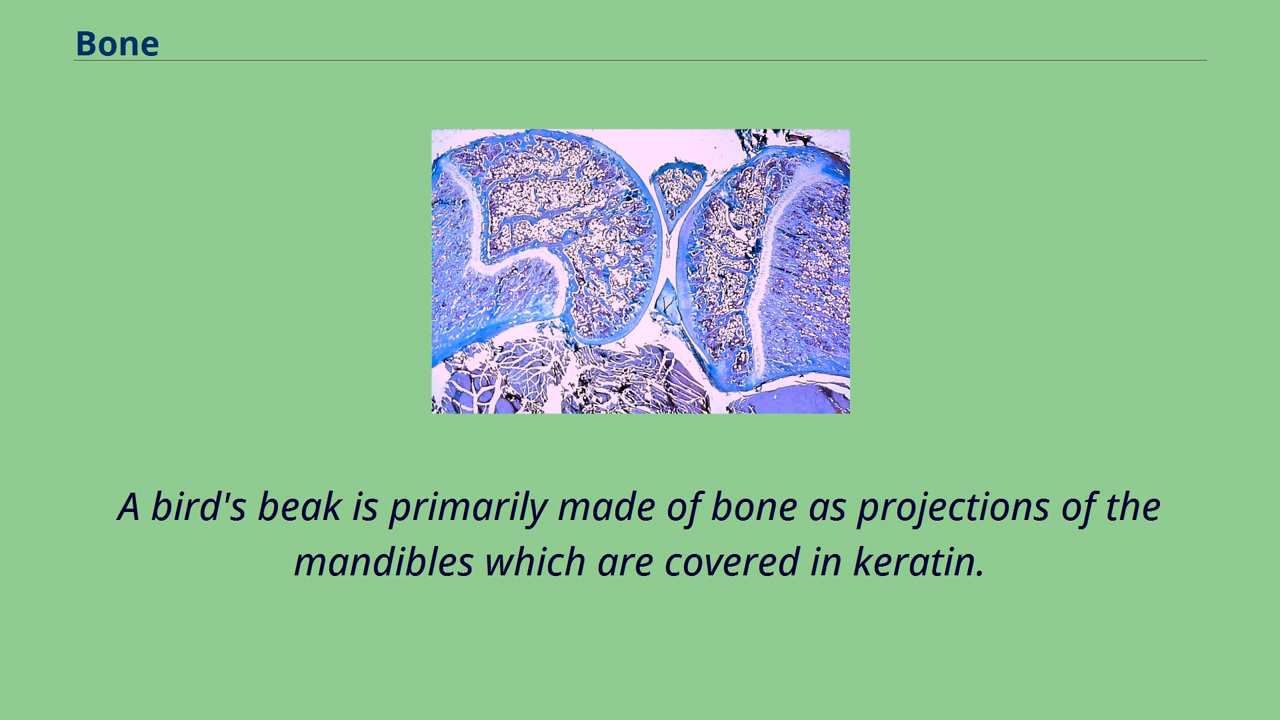 Bone
A bird's beak is primarily made of bone as projections of the
mandibles which are covered in keratin.